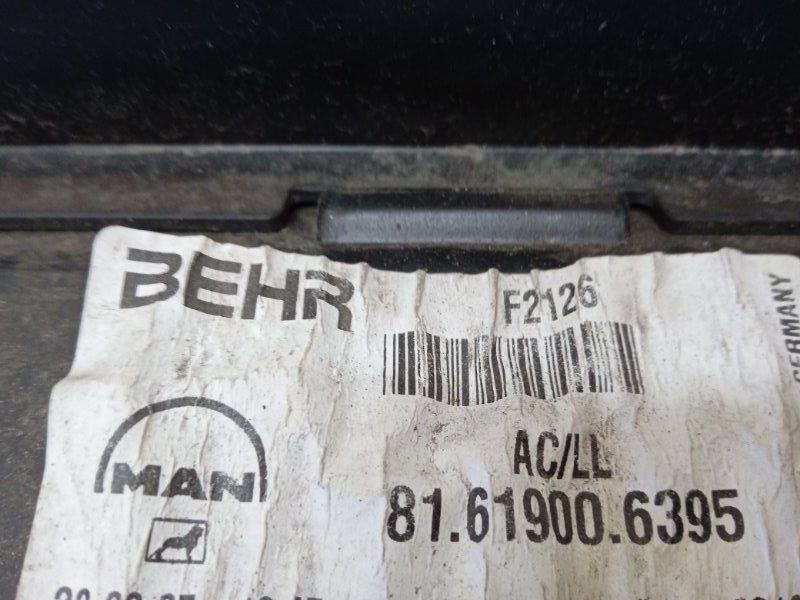 BEHR
F2126
GERMANY
AC/LL
MAN
81.61900.6395